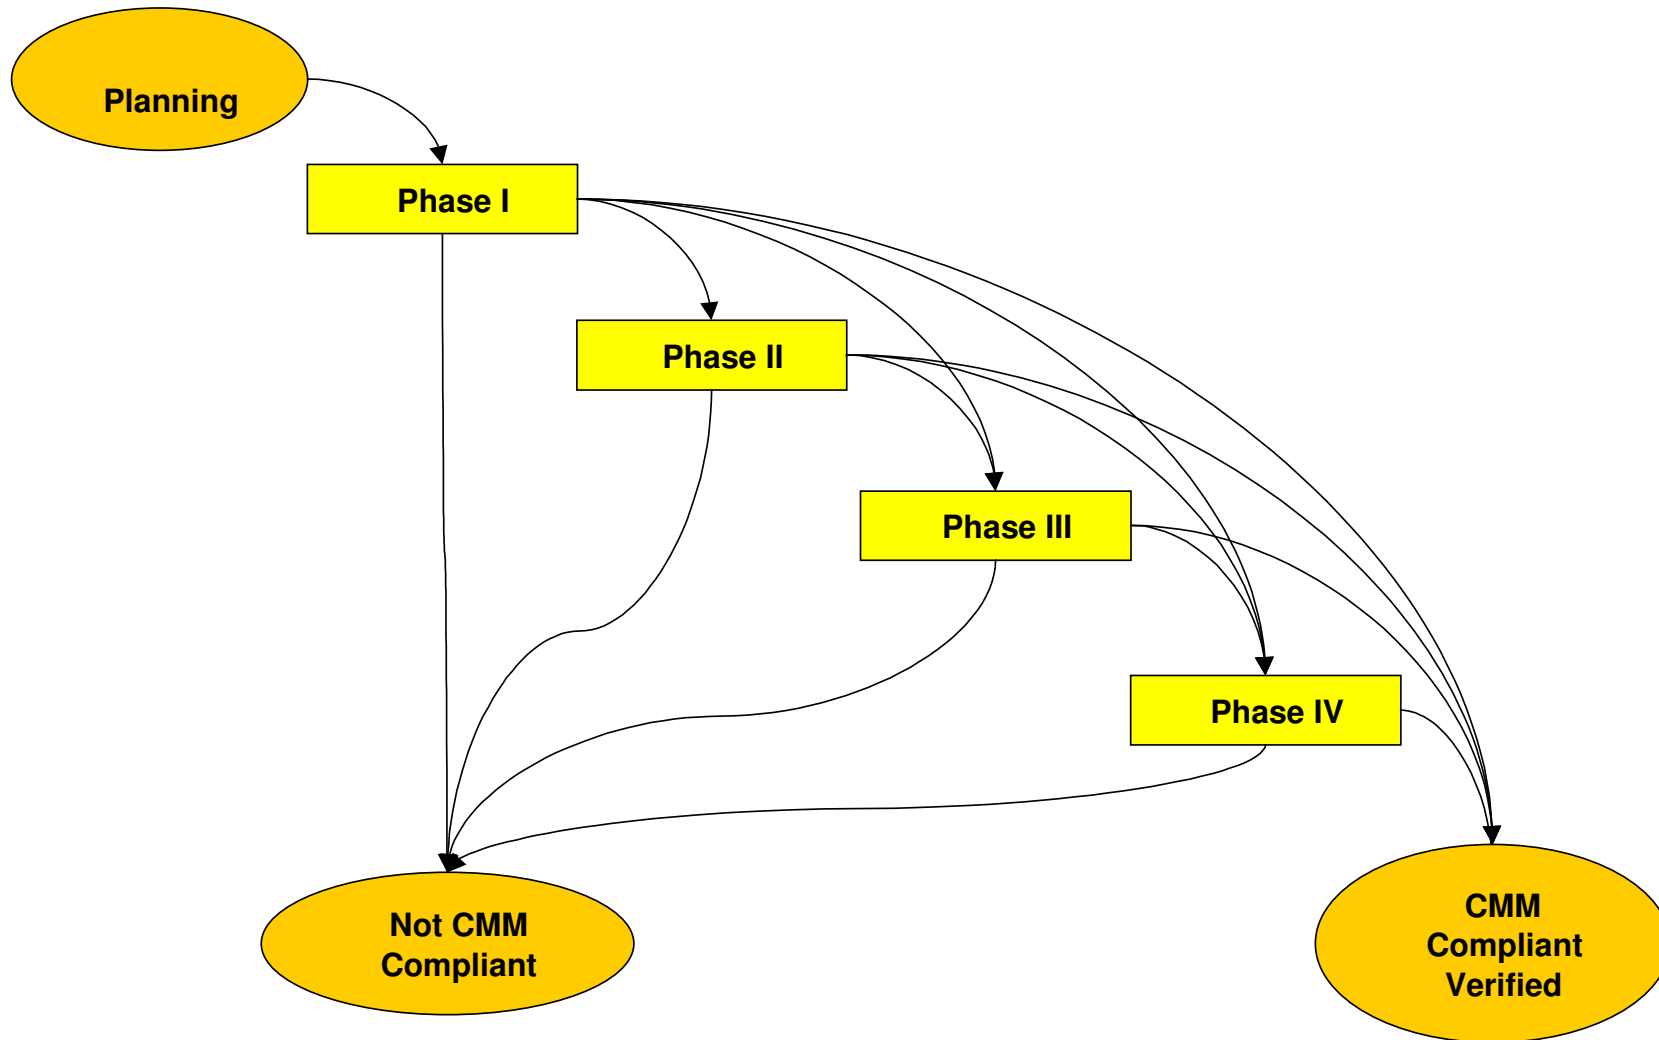 Planning
Phase I
Phase II
Phase III
Phase IV
Not CMM
Compliant
CMM
Compliant
Verified